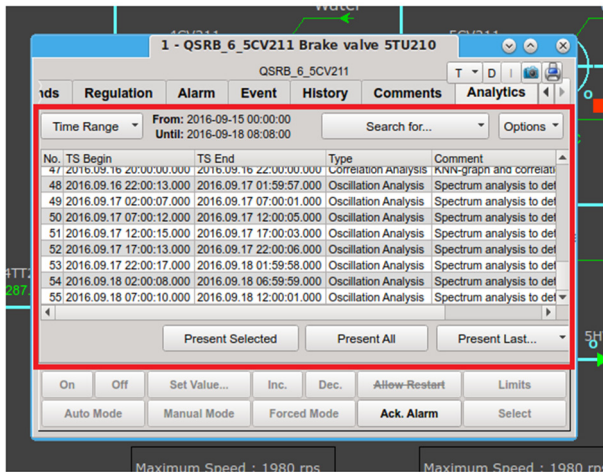 Water
4CV211
5CV211
1 - QSRB_6_5CV211 Brake valve 5TU210
QSRB_6_5CV211
T D I
nds Regulation Alarm Event History Comments Analytics
Time Range From: 2016-09-15 00:00:00 Until: 2016-09-18 08:08:00 Search for... Options
No. TS Begin TS End Type Comment
47 2016.09.16 20:00:00.000 2016.09.16 22:00:00.000 Correlation Analysis KNN-graph and correlati
48 2016.09.16 22:00:13.000 2016.09.17 01:59:57.000 Oscillation Analysis Spectrum analysis to det
49 2016.09.17 02:00:07.000 2016.09.17 07:00:01.000 Oscillation Analysis Spectrum analysis to det
50 2016.09.17 07:00:12.000 2016.09.17 12:00:05.000 Oscillation Analysis Spectrum analysis to det
51 2016.09.17 12:00:15.000 2016.09.17 17:00:03.000 Oscillation Analysis Spectrum analysis to det
52 2016.09.17 17:00:13.000 2016.09.17 22:00:06.000 Oscillation Analysis Spectrum analysis to det
53 2016.09.17 22:00:17.000 2016.09.18 01:59:58.000 Oscillation Analysis Spectrum analysis to det
54 2016.09.18 02:00:08.000 2016.09.18 06:59:59.000 Oscillation Analysis Spectrum analysis to det
55 2016.09.18 07:00:10.000 2016.09.18 12:00:01.000 Oscillation Analysis Spectrum analysis to det
4TT2
287.
5H
Present Selected Present All Present Last...
On Off Set Value... Inc. Dec. Allow Restart Limits
Auto Mode Manual Mode Forced Mode Ack. Alarm Select
Maximum Speed : 1980 rps
Maximum Speed : 1980 rp